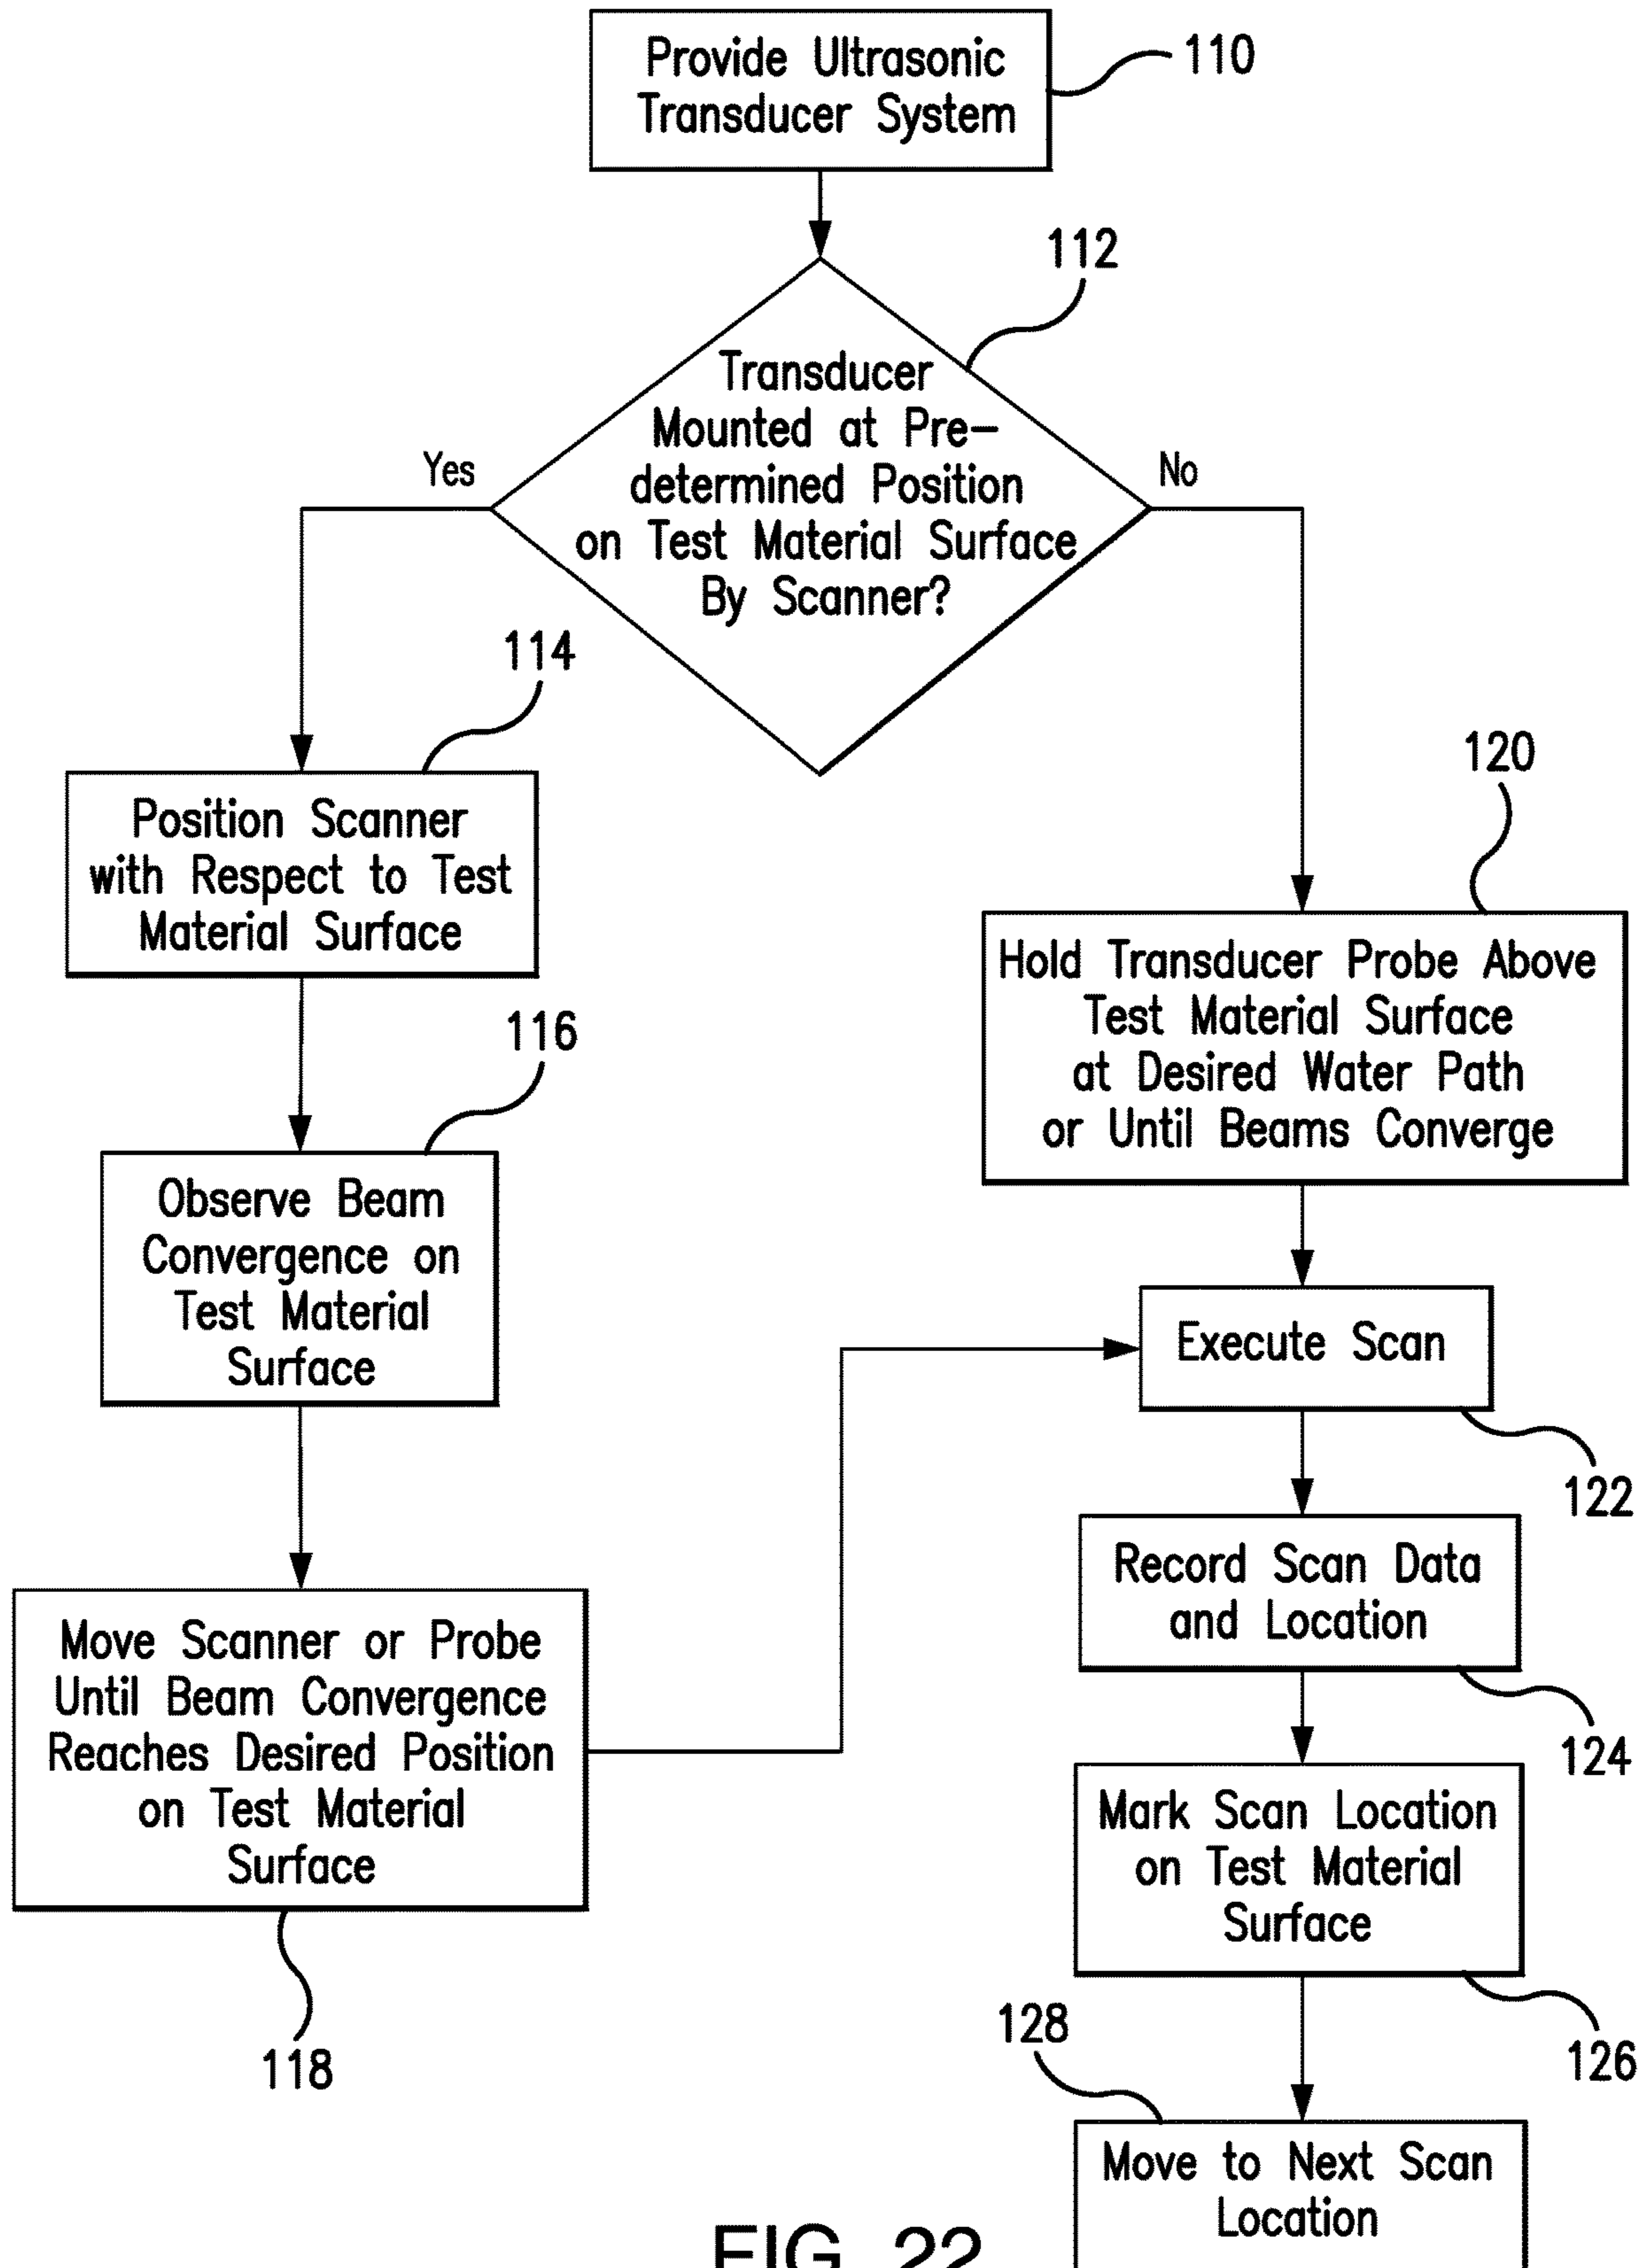 Provide Ultrasonic
Transducer System
110
112
Transducer
Mounted at Pre-
determined Position
on Test Material Surface
By Scanner?
Yes
No
114
Position Scanner
with Respect to Test
Material Surface
120
Hold Transducer Probe Above
Test Material Surface
at Desired Water Path
or Until Beams Converge
116
Observe Beam
Convergence on
Test Material
Surface
Execute Scan
122
Move Scanner or Probe
Until Beam Convergence
Reaches Desired Position
on Test Material
Surface
118
Record Scan Data
and Location
124
Mark Scan Location
on Test Material
Surface
126
128
Move to Next Scan
Location
FIG. 22